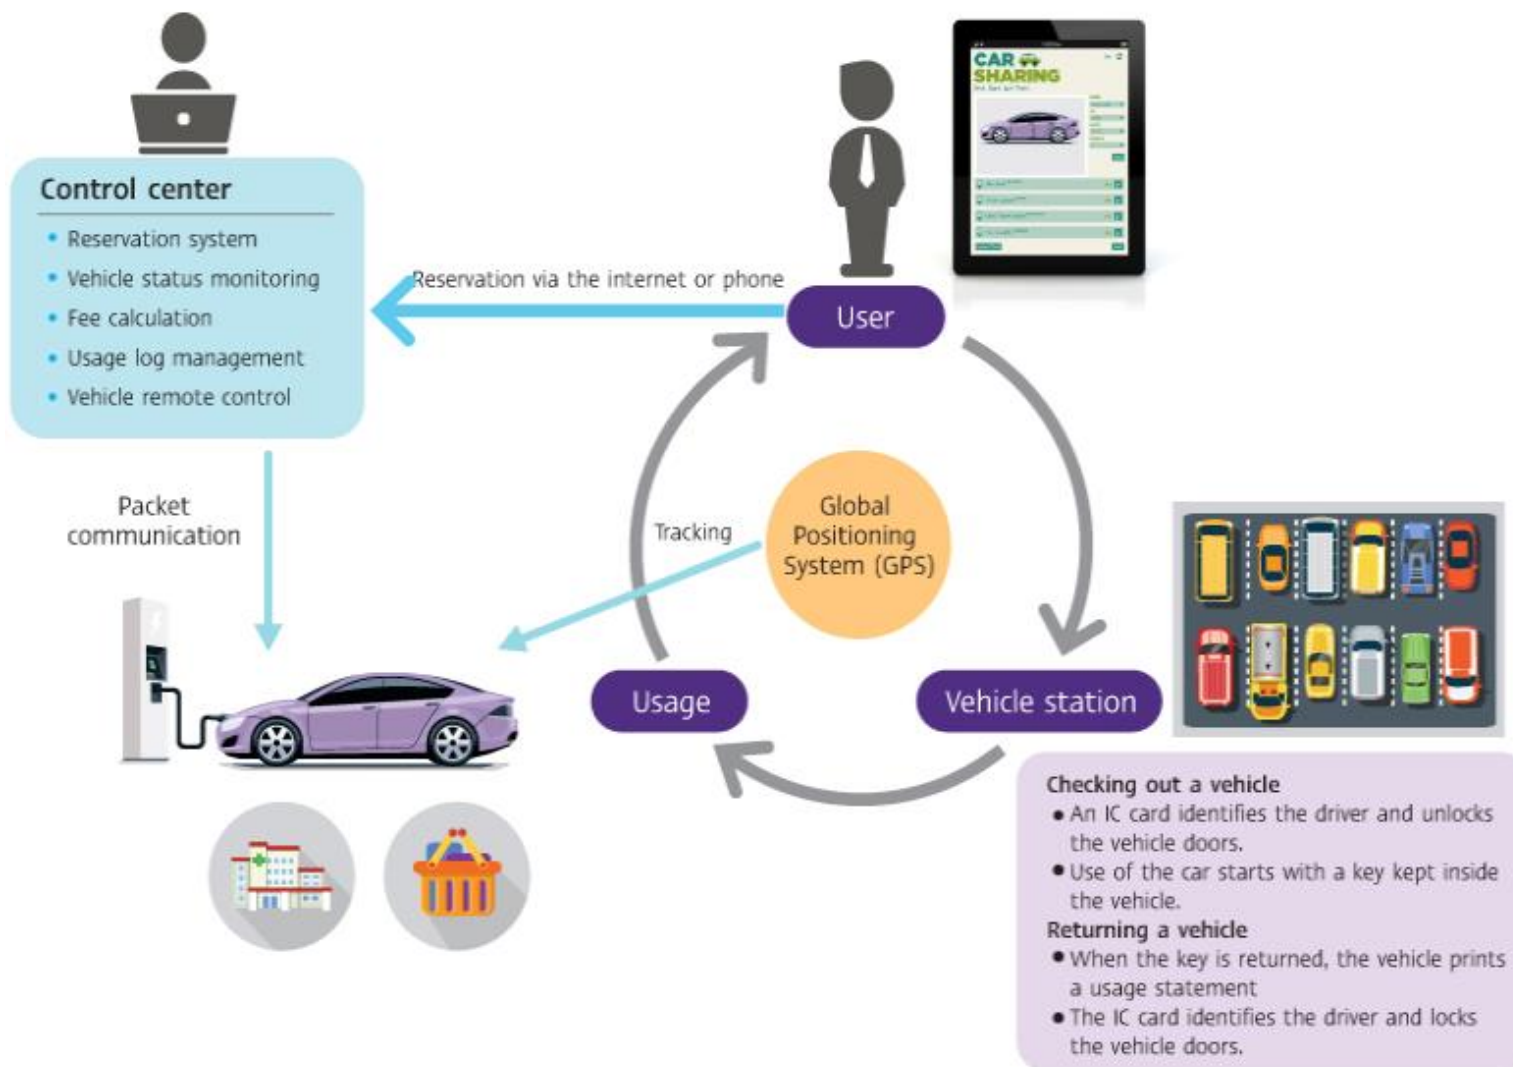 CAR
SHARING
Control center
• Reservation system
• Vehicle status monitoring
• Fee calculation
• Usage log management
• Vehicle remote control
Reservation via the internet or phone
User
Packet
communication
Tracking
Global
Positioning
System (GPS)
Usage
Vehicle station
Checking out a vehicle
• An IC card identifies the driver and unlocks
the vehicle doors.
• Use of the car starts with a key kept inside
the vehicle.
Returning a vehicle
• When the key is returned, the vehicle prints
a usage statement
• The IC card identifies the driver and locks
the vehicle doors.